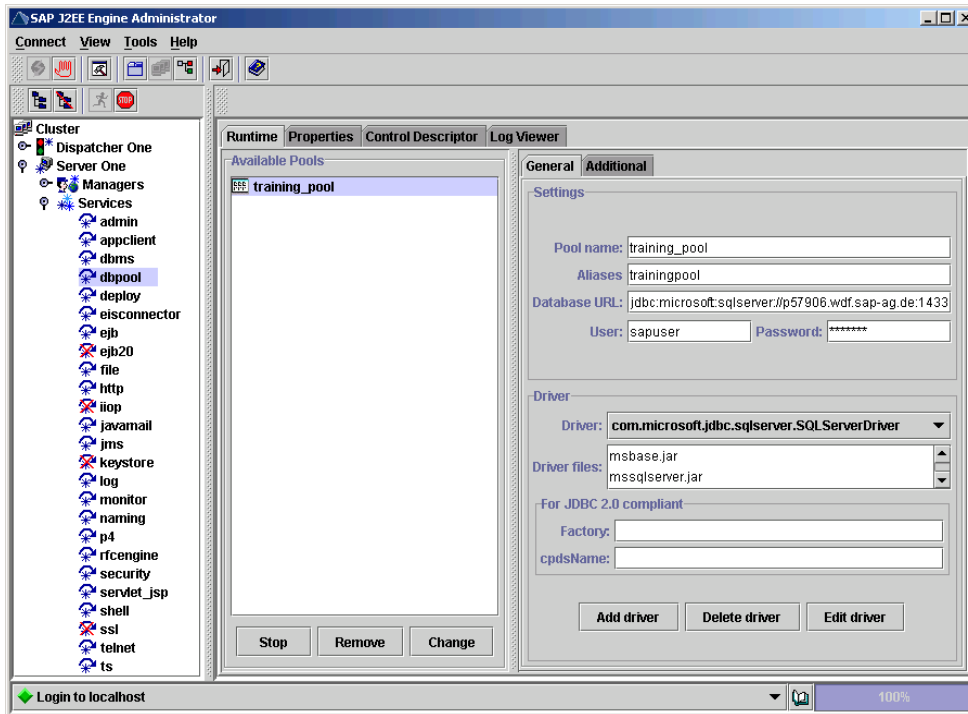 SAP J2EE Engine Administrator
Connect View Tools Help
STOP
Cluster
Dispatcher One
Server One
Managers
Services
admin
appclient
dbms
dbpool
deploy
eisconnector
ejb
ejb20
file
http
iiop
javamail
jms
keystore
log
monitor
naming
p4
rfcengine
security
servlet_jsp
shell
ssl
telnet
ts
Runtime Properties Control Descriptor Log Viewer
Available Pools
training_pool
Stop Remove Change
General Additional
Settings
Pool name: training_pool
Aliases trainingpool
Database URL: jdbc:microsoft:sqlserver://p57906.wdf.sap-ag.de:1433
User: sapuser Password: *******
Driver
Driver: com.microsoft.jdbc.sqlserver.SQLServerDriver
Driver files: msbase.jar
mssqlserver.jar
For JDBC 2.0 compliant
Factory:
cpdsName:
Add driver Delete driver Edit driver
Login to localhost 100%